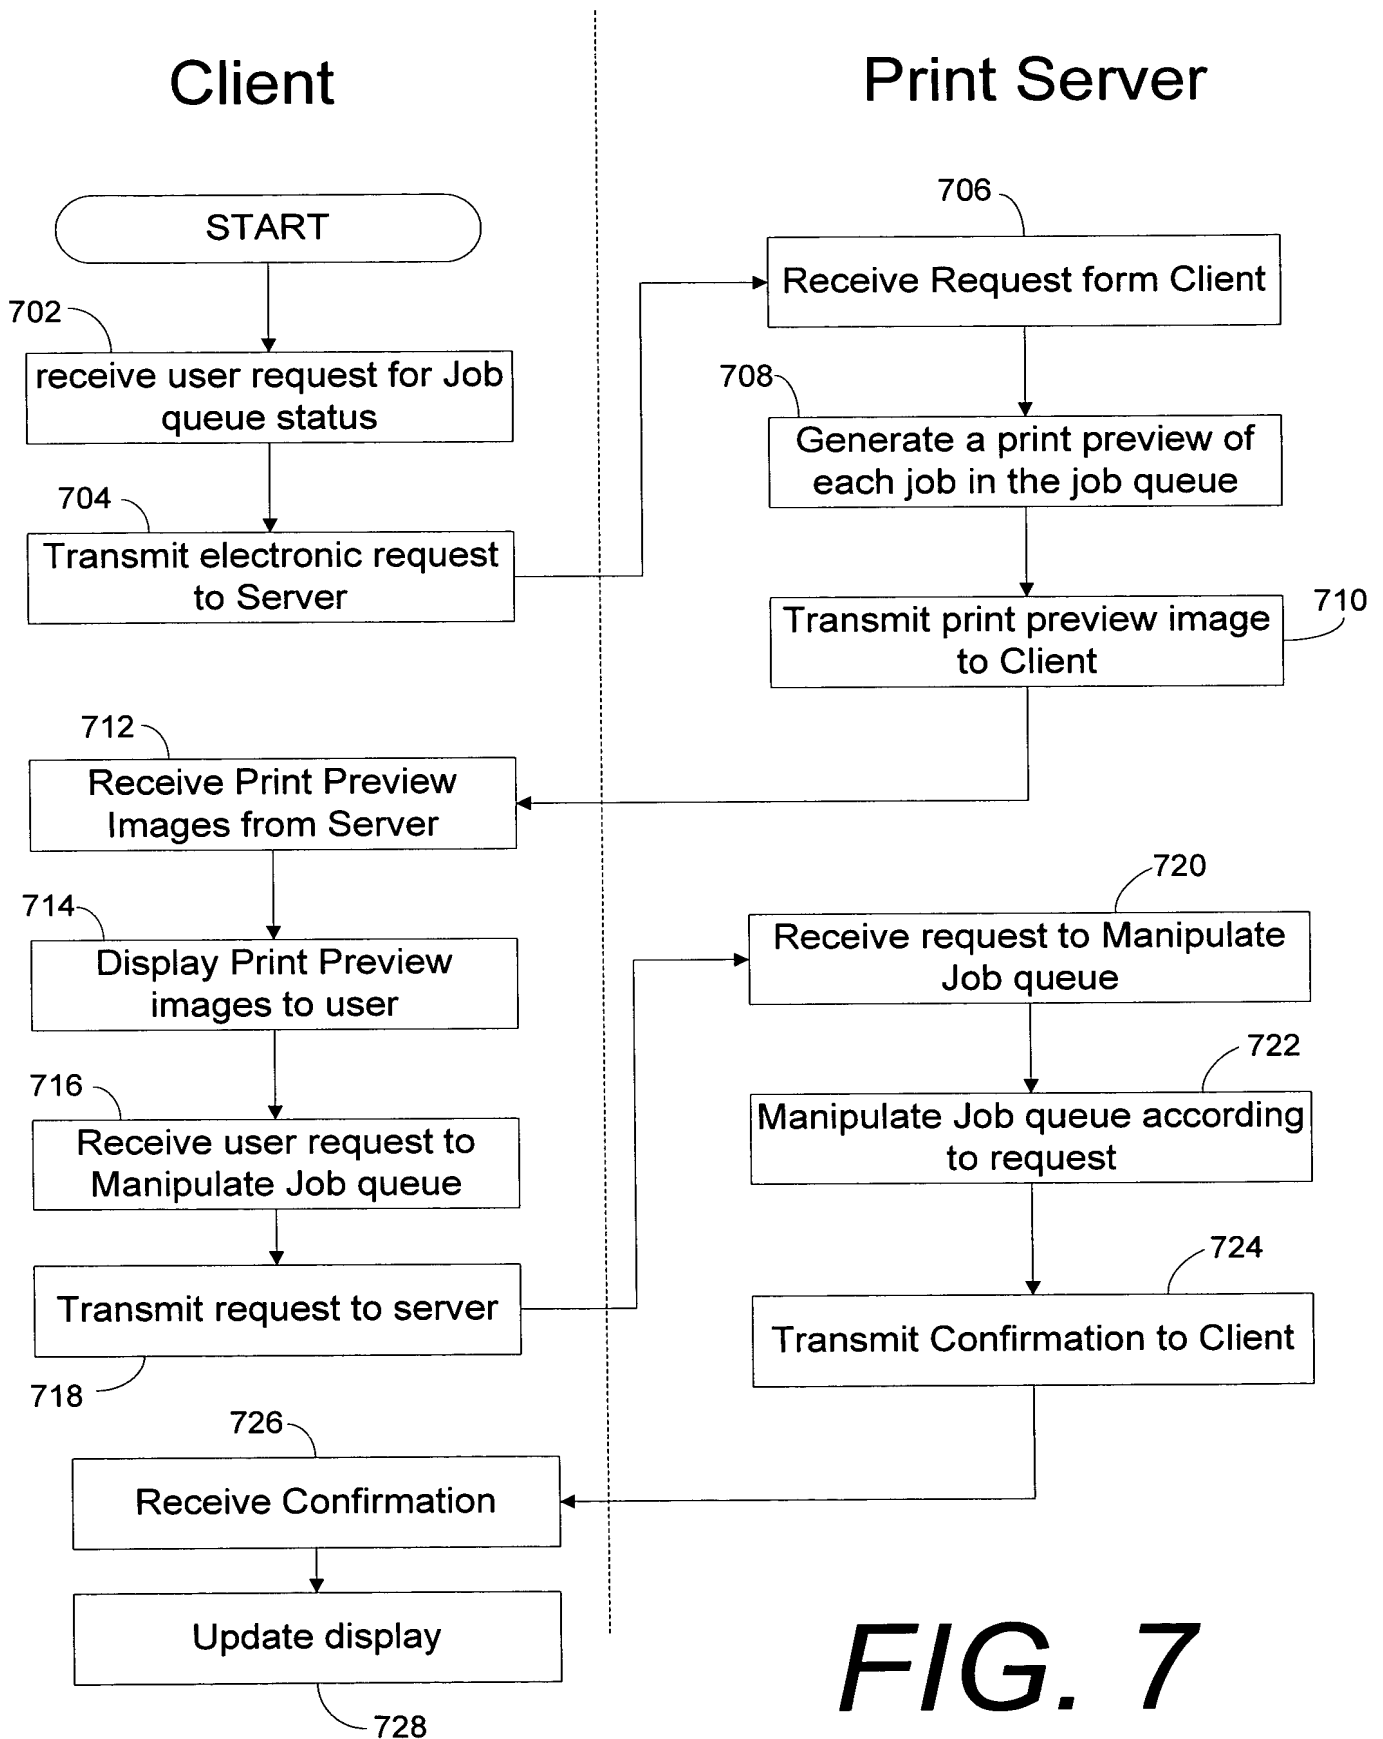 Client
Print Server
START
706
Receive Request form Client
702
receive user request for Job
queue status
708
Generate a print preview of
each job in the job queue
704
Transmit electronic request
to Server
710
Transmit print preview image
to Client
712
Receive Print Preview
Images from Server
714
Display Print Preview
images to user
720
Receive request to Manipulate
Job queue
716
Receive user request to
Manipulate Job queue
722
Manipulate Job queue according
to request
Transmit request to server
718
724
Transmit Confirmation to Client
726
Receive Confirmation
Update display
728
FIG. 7